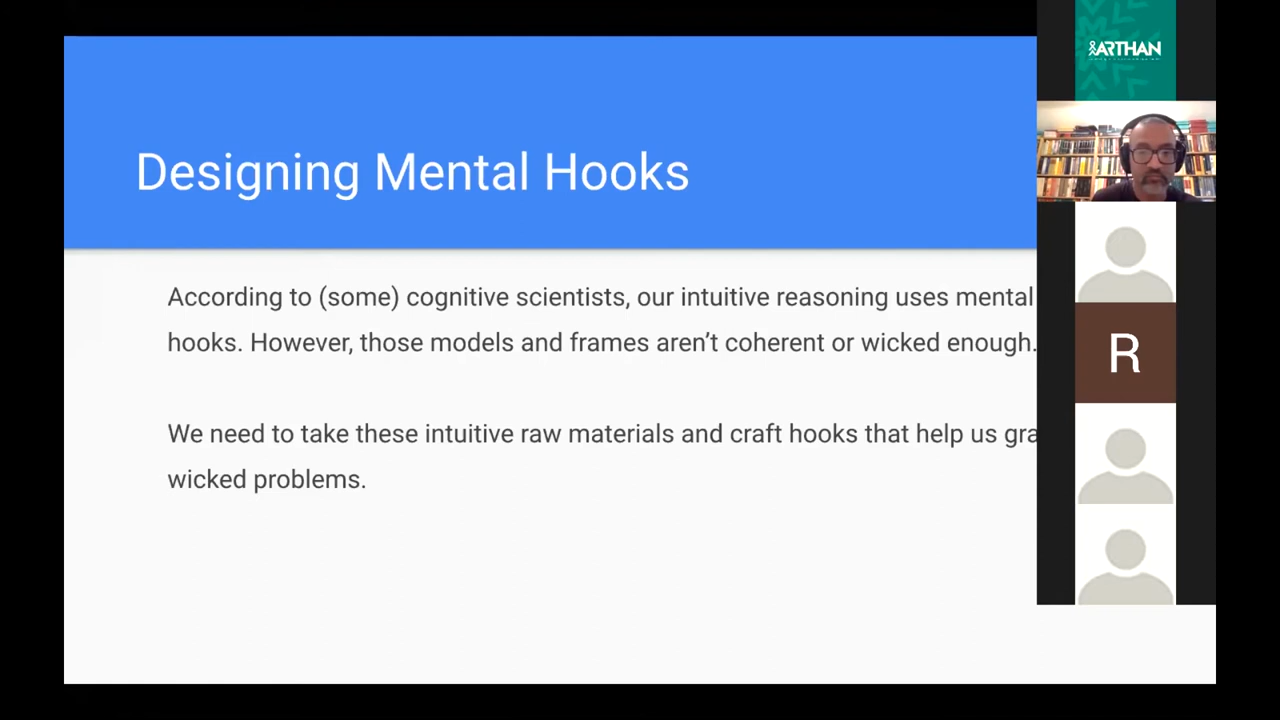 ARTHAN
Designing Mental Hooks
According to (some) cognitive scientists, our intuitive reasoning uses mental
hooks. However, those models and frames aren’t coherent or wicked enough.
R
We need to take these intuitive raw materials and craft hooks that help us
wicked problems.